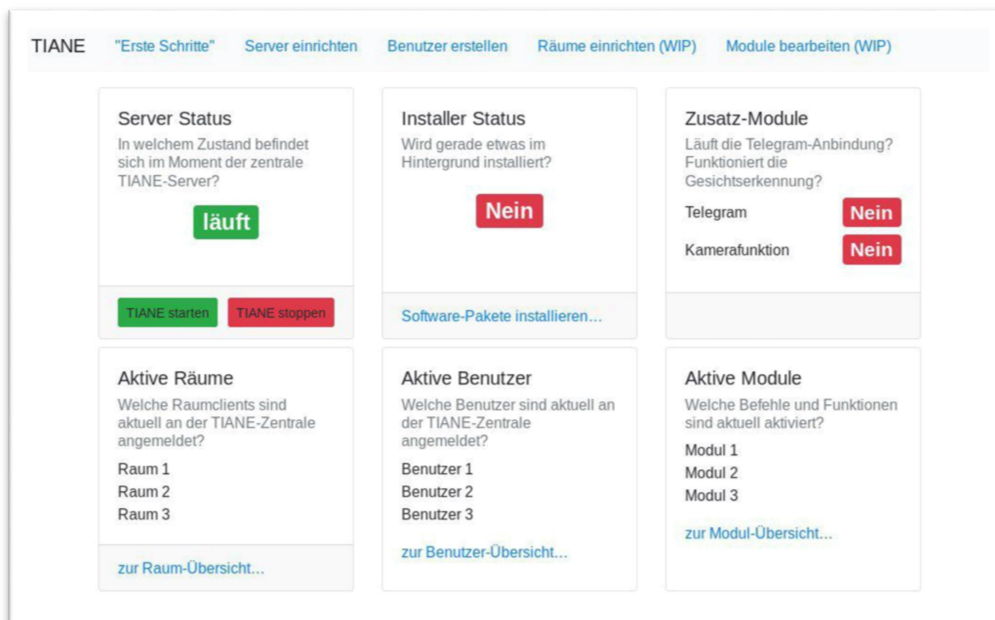 TIANE "Erste Schritte" Server einrichten Benutzer erstellen Räume einrichten (WIP) Module bearbeiten (WIP)
Server Status
In welchem Zustand befindet
sich im Moment der zentrale
TIANE-Server?
läuft
TIANE starten TIANE stoppen
Installer Status
Wird gerade etwas im
Hintergrund installiert?
Nein
Software-Pakete installieren…
Zusatz-Module
Läuft die Telegram-Anbindung?
Funktioniert die
Gesichtserkennung?
Telegram Nein
Kamerafunktion Nein
Aktive Räume
Welche Raumclients sind
aktuell an der TIANE-Zentrale
angemeldet?
Raum 1
Raum 2
Raum 3
zur Raum-Übersicht…
Aktive Benutzer
Welche Benutzer sind aktuell an
der TIANE-Zentrale
angemeldet?
Benutzer 1
Benutzer 2
Benutzer 3
zur Benutzer-Übersicht…
Aktive Module
Welche Befehle und Funktionen
sind aktuell aktiviert?
Modul 1
Modul 2
Modul 3
zur Modul-Übersicht…